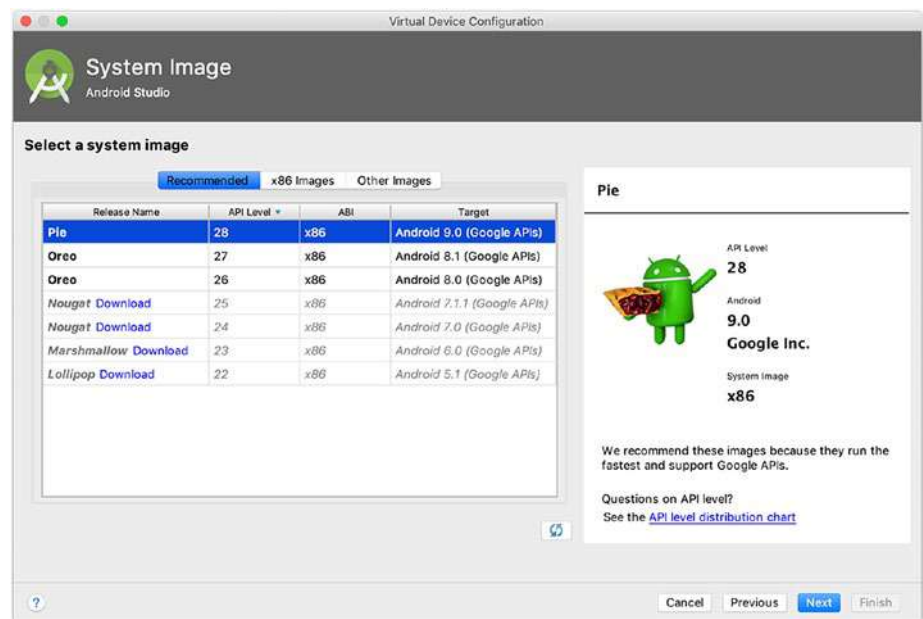 Virtual Device Configuration
System Image
Android Studio
Select a system image
Recommended x86 Images Other Images
Release Name API Level ABI Target
Pie 28 x86 Android 9.0 (Google APIs)
Oreo 27 x86 Android 8.1 (Google APIs)
Oreo 26 x86 Android 8.0 (Google APIs)
Nougat Download 25 x86 Android 7.1.1 (Google APIs)
Nougat Download 24 x86 Android 7.0 (Google APIs)
Marshmallow Download 23 x86 Android 6.0 (Google APIs)
Lollipop Download 22 x86 Android 5.1 (Google APIs)
Pie
API Level
28
Android
9.0
Google Inc.
System Image
x86
We recommend these images because they run the
fastest and support Google APIs.
Questions on API level?
See the API level distribution chart
? Cancel Previous Next Finish